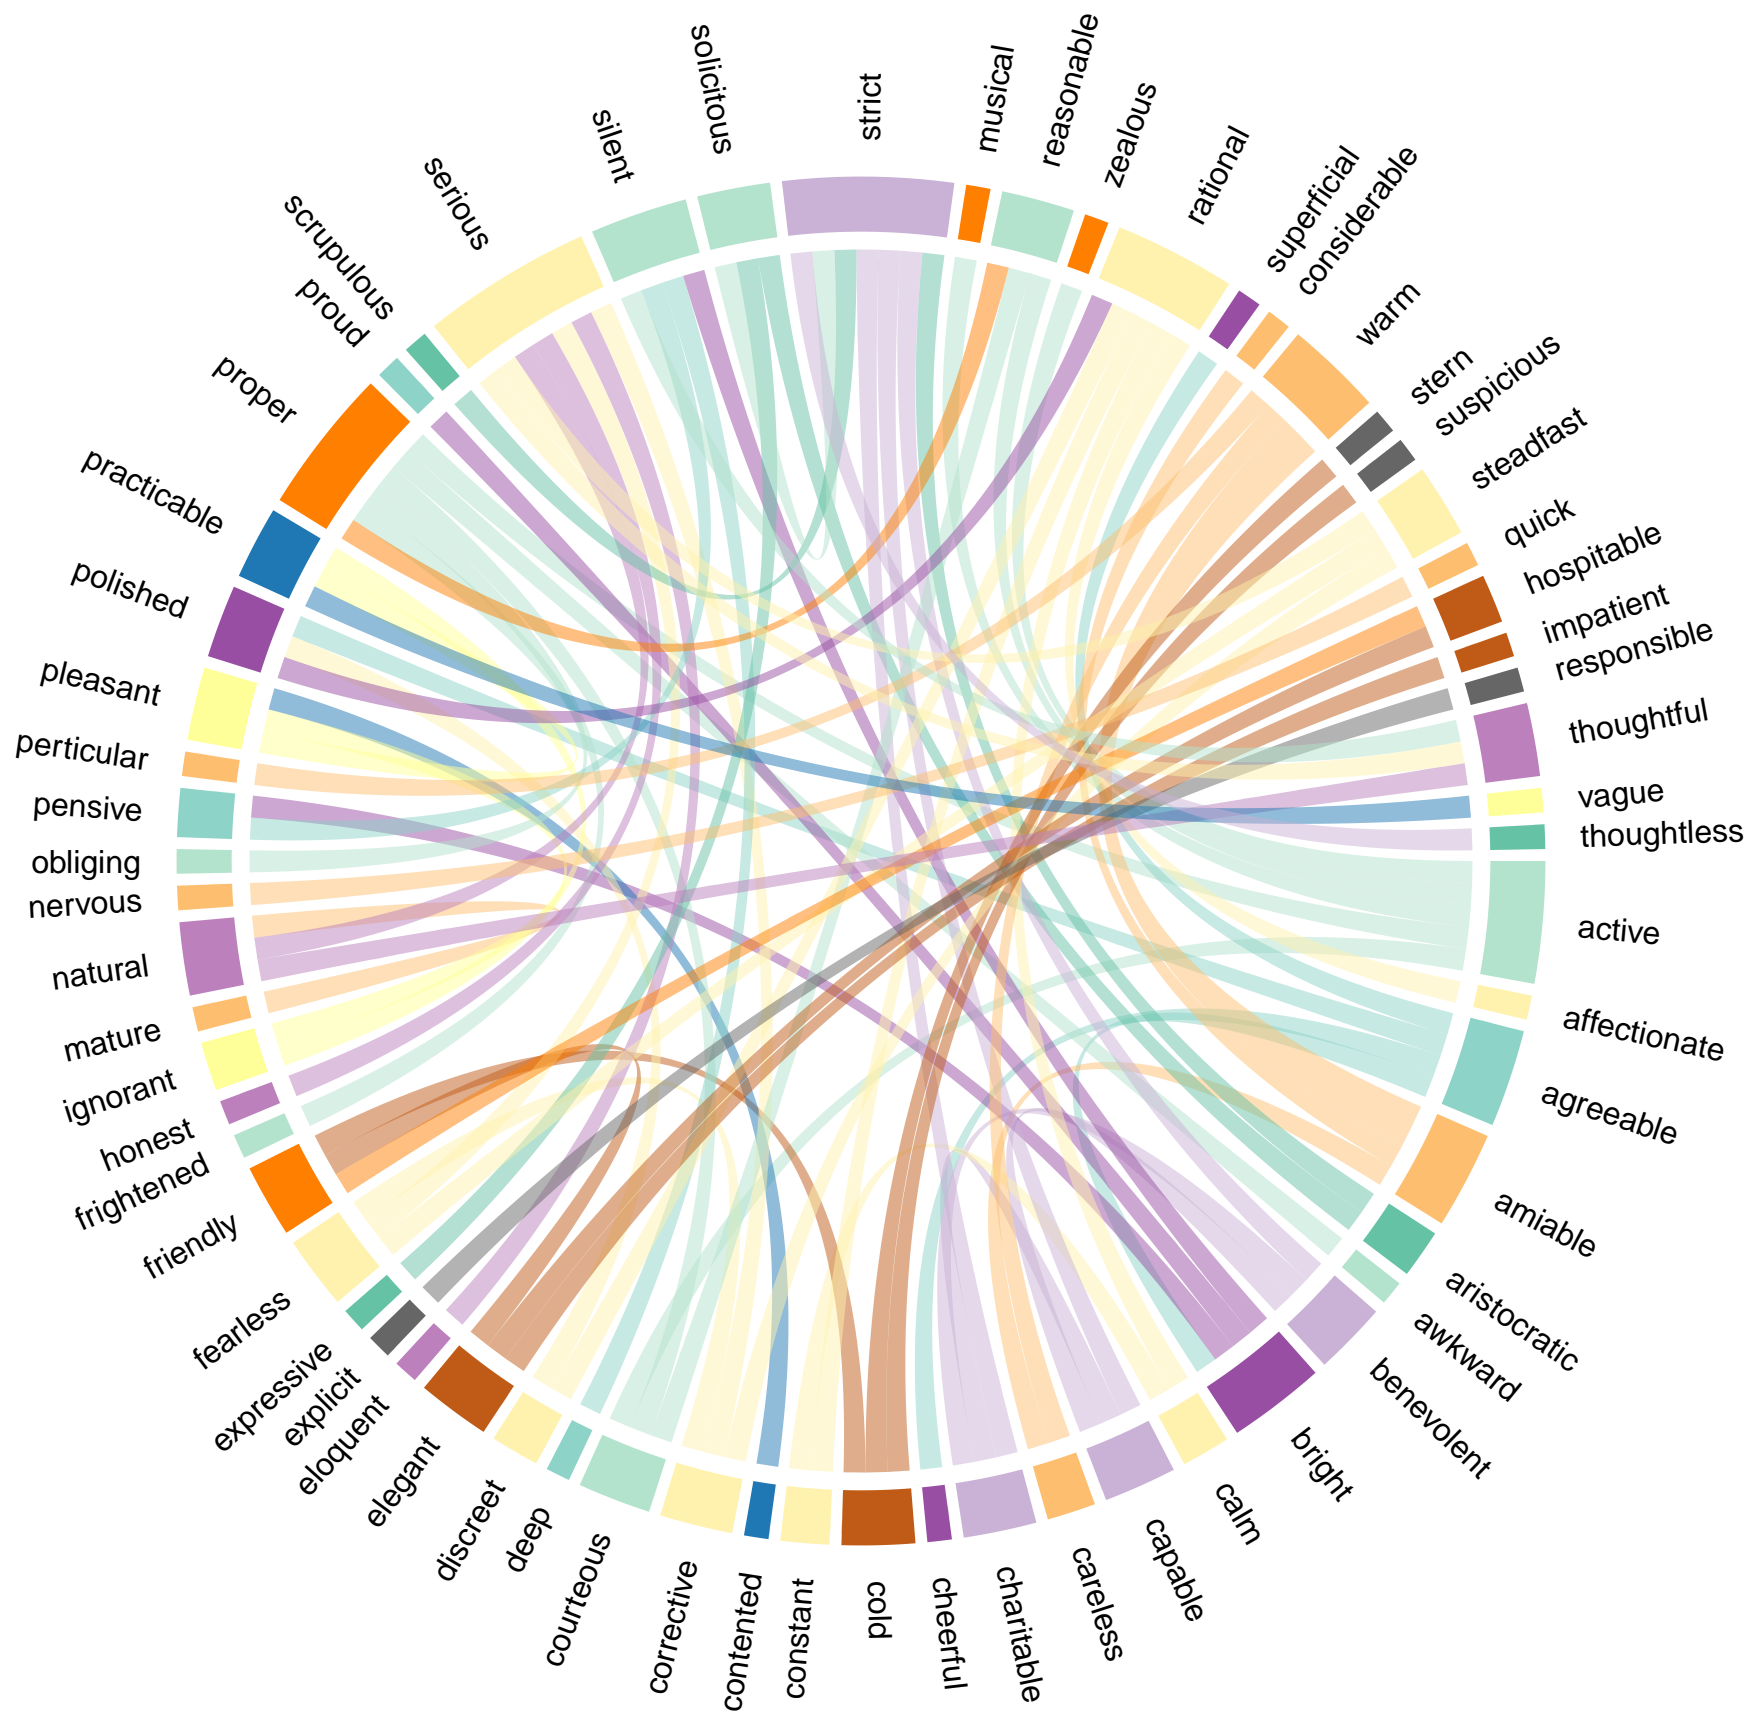 strict
musical
reasonable
zealous
rational
superficial
considerable
warm
stern
suspicious
steadfast
quick
hospitable
impatient
responsible
thoughtful
vague
thoughtless
active
affectionate
agreeable
amiable
aristocratic
awkward
benevolent
bright
calm
capable
careless
charitable
cheerful
cold
constant
contented
corrective
courteous
deep
discreet
elegant
eloquent
explicit
expressive
fearless
friendly
frightened
honest
ignorant
mature
natural
nervous
obliging
pensive
perticular
pleasant
polished
practicable
proper
proud
scrupulous
serious
silent
solicitous